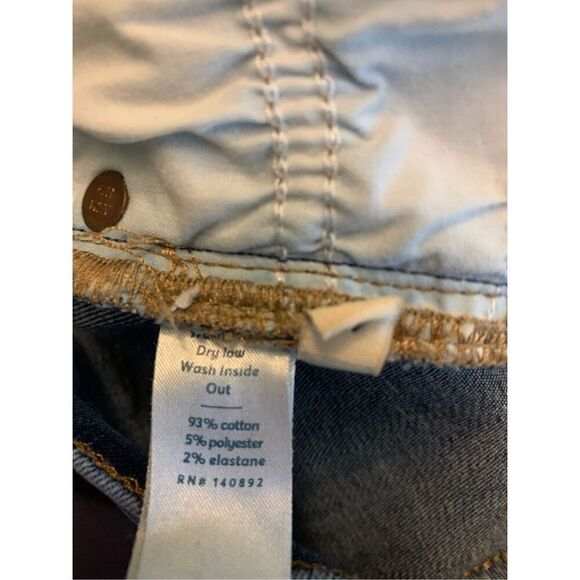 Dry low
Wash Inside
Out
93% cotton
5% polyester
2% elastane
RN# 140892